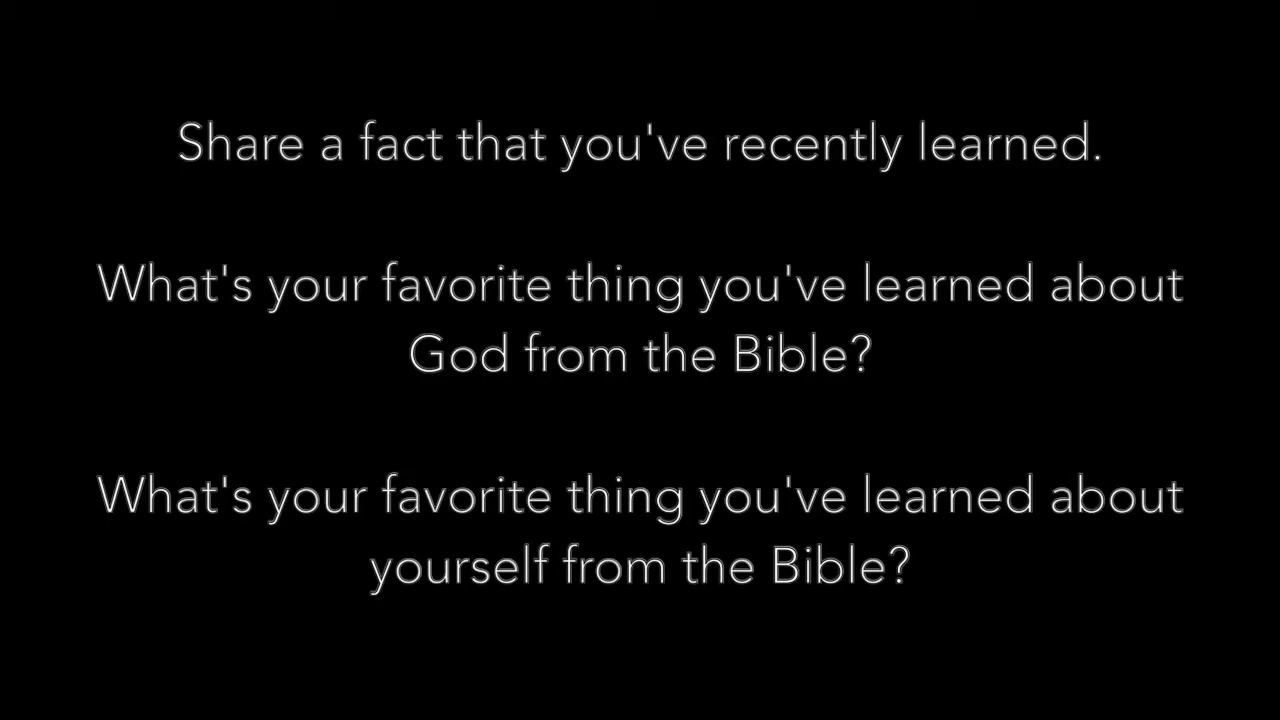 Share a fact that you've recently learned.
What's your favorite thing you've learned about
God from the Bible?
What's your favorite thing you've learned about
yourself from the Bible?